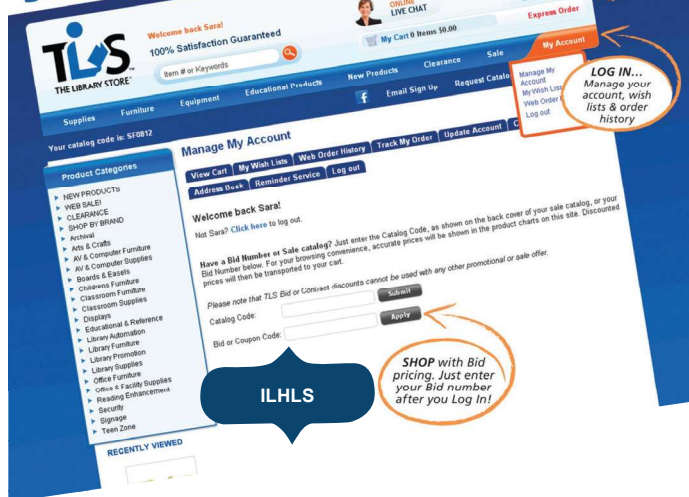 ONLINE
LIVE CHAT
Express Order
TLS
THE LIBRARY STORE
Welcome back Sara!
100% Satisfaction Guaranteed
Item # or Keywords
My Cart 0 Items $0.00
My Account
Supplies
Furniture
Equipment
Educational Products
New Products
Clearance
Sale
Your catalog code is: SF0812
f
Email Sign Up
Request Catalo
Manage My
Account
My Wish Lists
Web Order
Log out
LOG IN...
Manage your
account, wish
lists & order
history
Product Categories
NEW PRODUCTS
WEB SALE!
CLEARANCE
SHOP BY BRAND
Archival
Arts & Crafts
AV & Computer Furniture
AV & Computer Supplies
Boards & Easels
Childrens Furniture
Classroom Furniture
Classroom Supplies
Displays
Educational & Reference
Library Automation
Library Furniture
Library Promotion
Library Supplies
Office Furniture
Office & Facility Supplies
Reading Enhancement
Security
Signage
Teen Zone
RECENTLY VIEWED
Manage My Account
View Cart
My Wish Lists
Web Order History
Track My Order
Update Account
Address Book
Reminder Service
Log out
Welcome back Sara!
Not Sara? Click here to log out.
Have a Bid Number or Sale catalog? Just enter the Catalog Code, as shown on the back cover of your sale catalog, or your
Bid Number below. For your browsing convenience, accurate prices will be shown in the product charts on this site. Discounted
prices will then be transported to your cart.
Please note that TLS Bid or Contract discounts cannot be used with any other promotional or sale offer.
Catalog Code:
Submit
Bid or Coupon Code:
Apply
ILHLS
SHOP with Bid
pricing. Just enter
your Bid number
after you Log In!